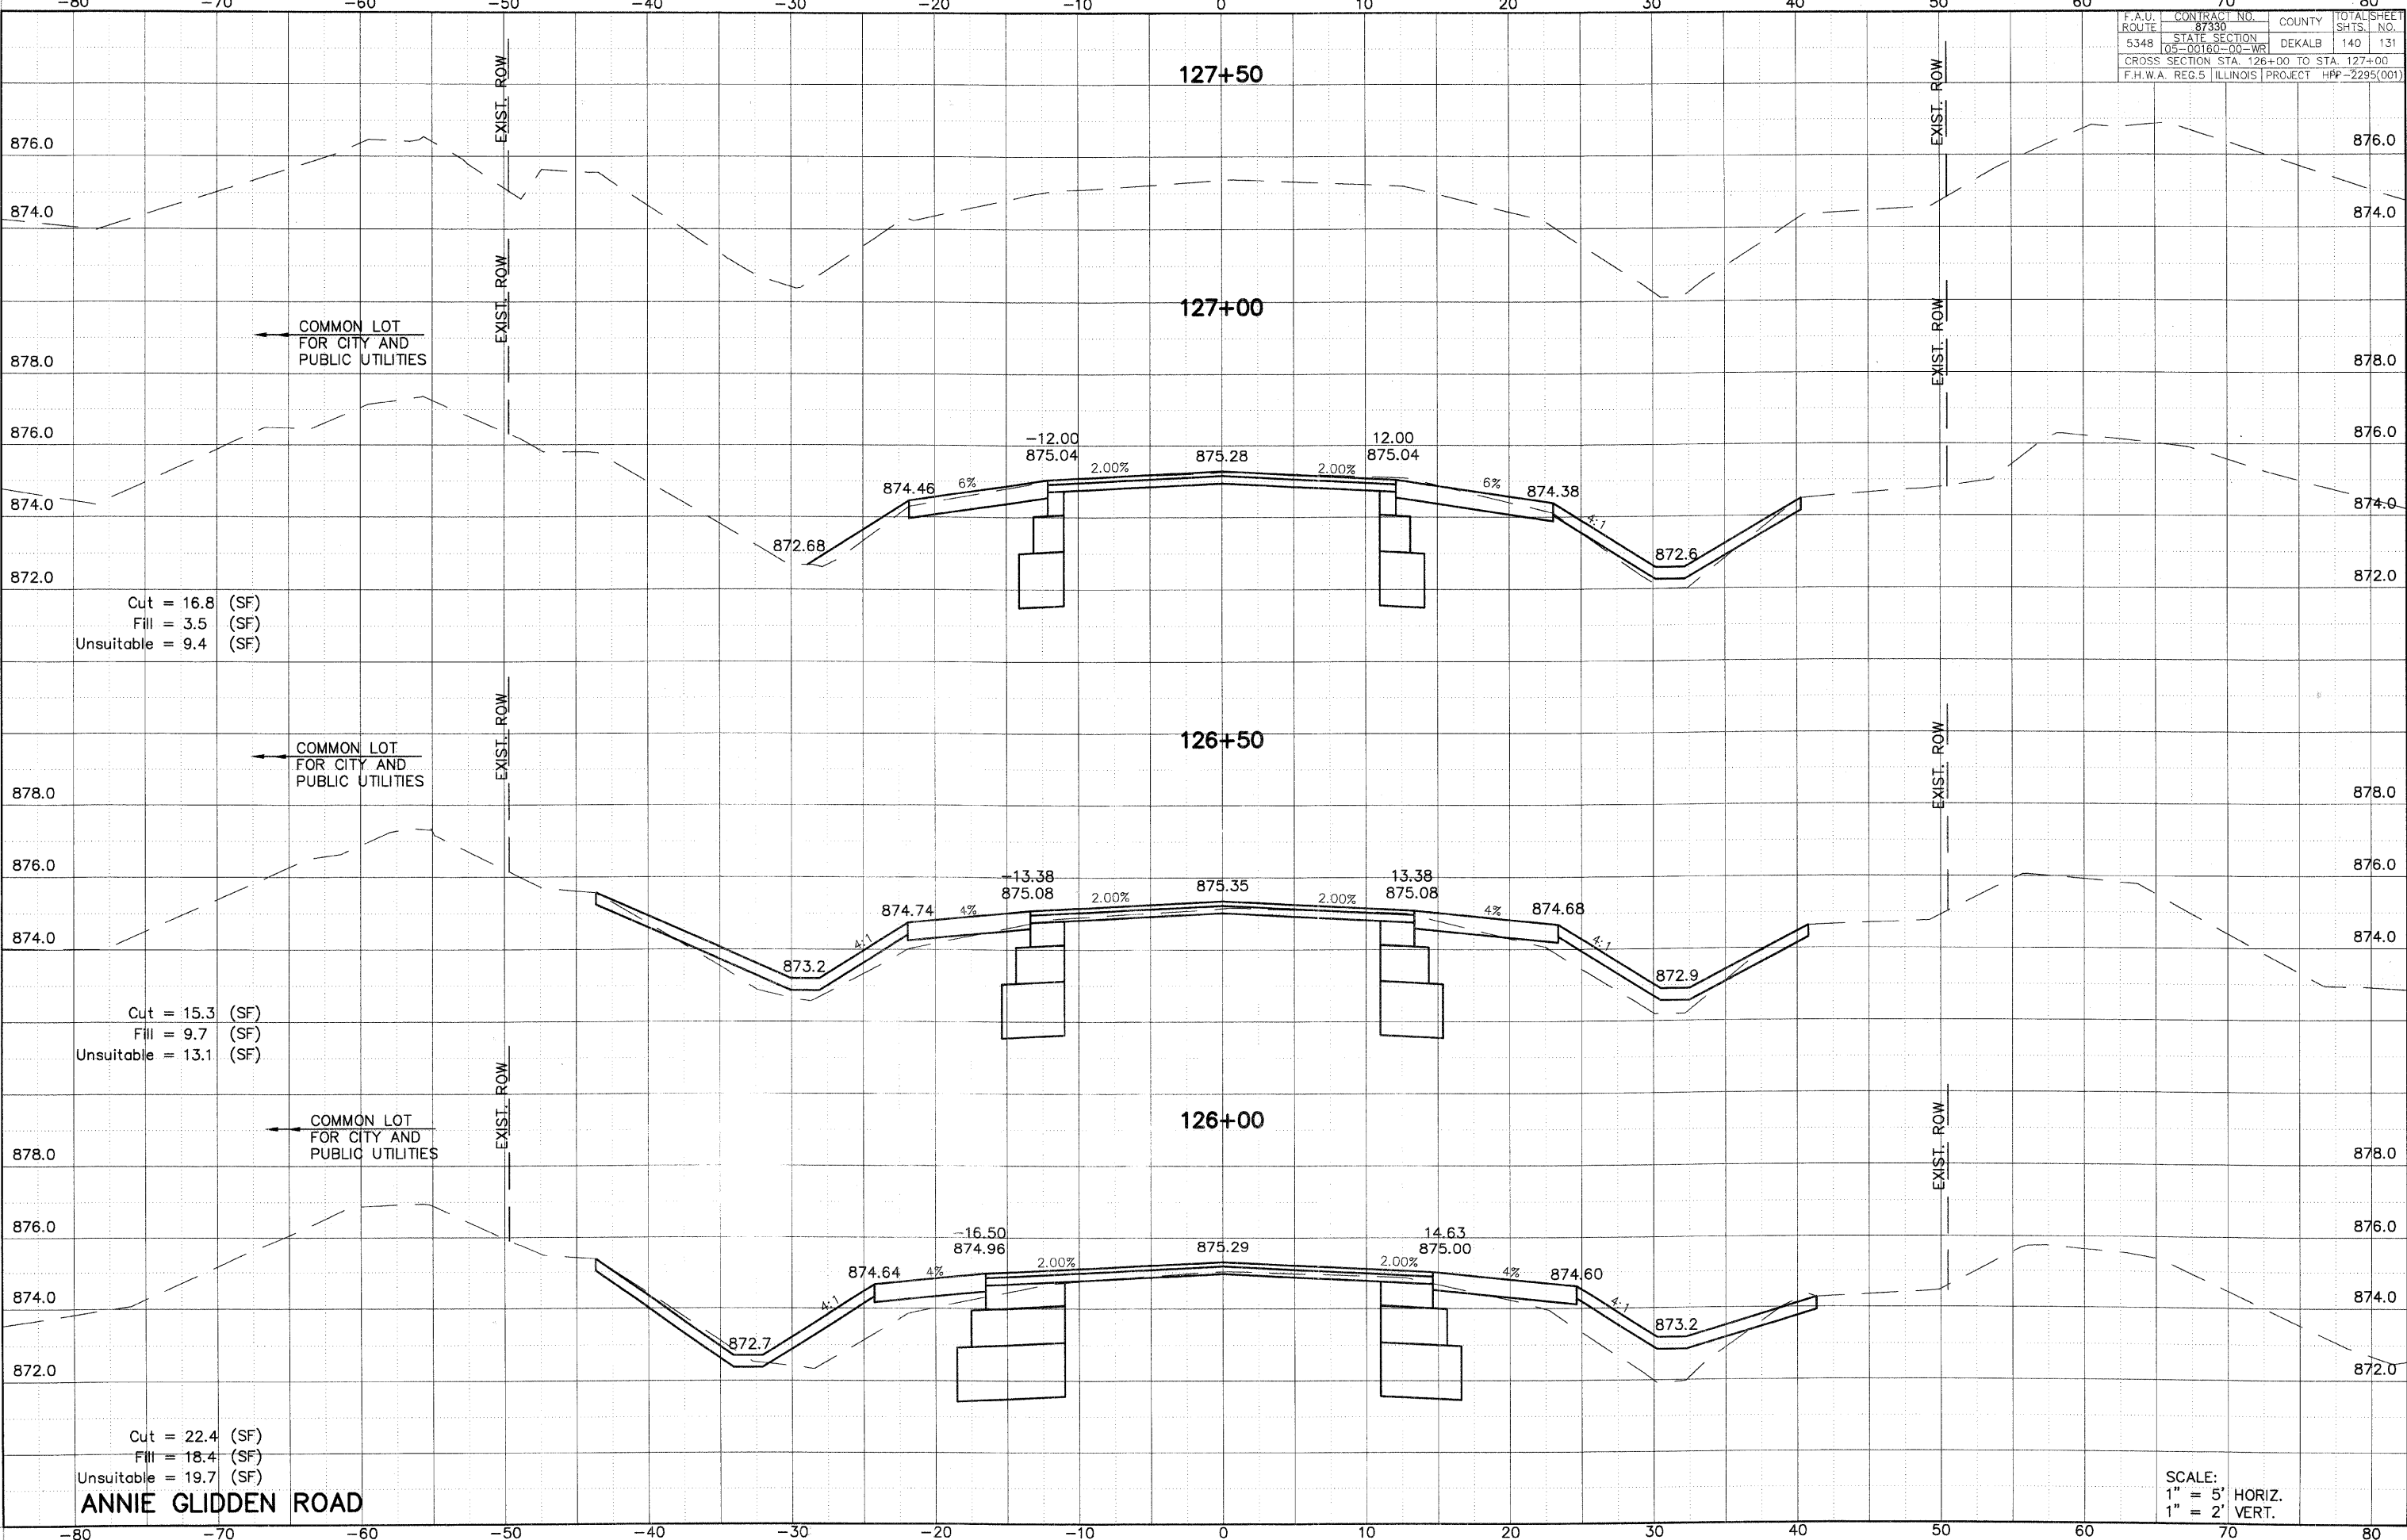 -80 -70 -60 -50 -40 -30 -20 -10 0 10 20 30 40 50 60 70 80
F.A.U. ROUTE CONTRACT NO. COUNTY TOTAL SHTS. SHEET NO.
87330
5348 STATE SECTION DEKALB 140 131
05-00160-00-WR
CROSS SECTION STA. 126+00 TO STA. 127+00
F.H.W.A. REG.5 ILLINOIS PROJECT HPP-2295(001)
127+50
EXIST. ROW
EXIST. ROW
876.0 876.0
874.0 874.0
127+00
EXIST. ROW
EXIST. ROW
COMMON LOT
FOR CITY AND
PUBLIC UTILITIES
878.0 878.0
876.0 876.0
-12.00 12.00
875.04 875.28 875.04
2.00% 2.00%
874.46 6% 6% 874.38
874.0 874.0
4:1
872.68 872.6
872.0 872.0
Cut = 16.8 (SF)
Fill = 3.5 (SF)
Unsuitable = 9.4 (SF)
126+50
EXIST. ROW
EXIST. ROW
COMMON LOT
FOR CITY AND
PUBLIC UTILITIES
878.0 878.0
876.0 876.0
-13.38 13.38
875.08 875.35 875.08
2.00% 2.00%
874.74 4% 4% 874.68
874.0 874.0
4:1 4:1
873.2 872.9
Cut = 15.3 (SF)
Fill = 9.7 (SF)
Unsuitable = 13.1 (SF)
126+00
EXIST. ROW
EXIST. ROW
COMMON LOT
FOR CITY AND
PUBLIC UTILITIES
878.0 878.0
876.0 876.0
-16.50 14.63
874.96 875.29 875.00
2.00% 2.00%
874.64 4% 4% 874.60
874.0 874.0
4:1 4:1
872.7 873.2
872.0 872.0
Cut = 22.4 (SF)
Fill = 18.4 (SF)
Unsuitable = 19.7 (SF)
ANNIE GLIDDEN ROAD
SCALE:
1" = 5' HORIZ.
1" = 2' VERT.
-80 -70 -60 -50 -40 -30 -20 -10 0 10 20 30 40 50 60 70 80